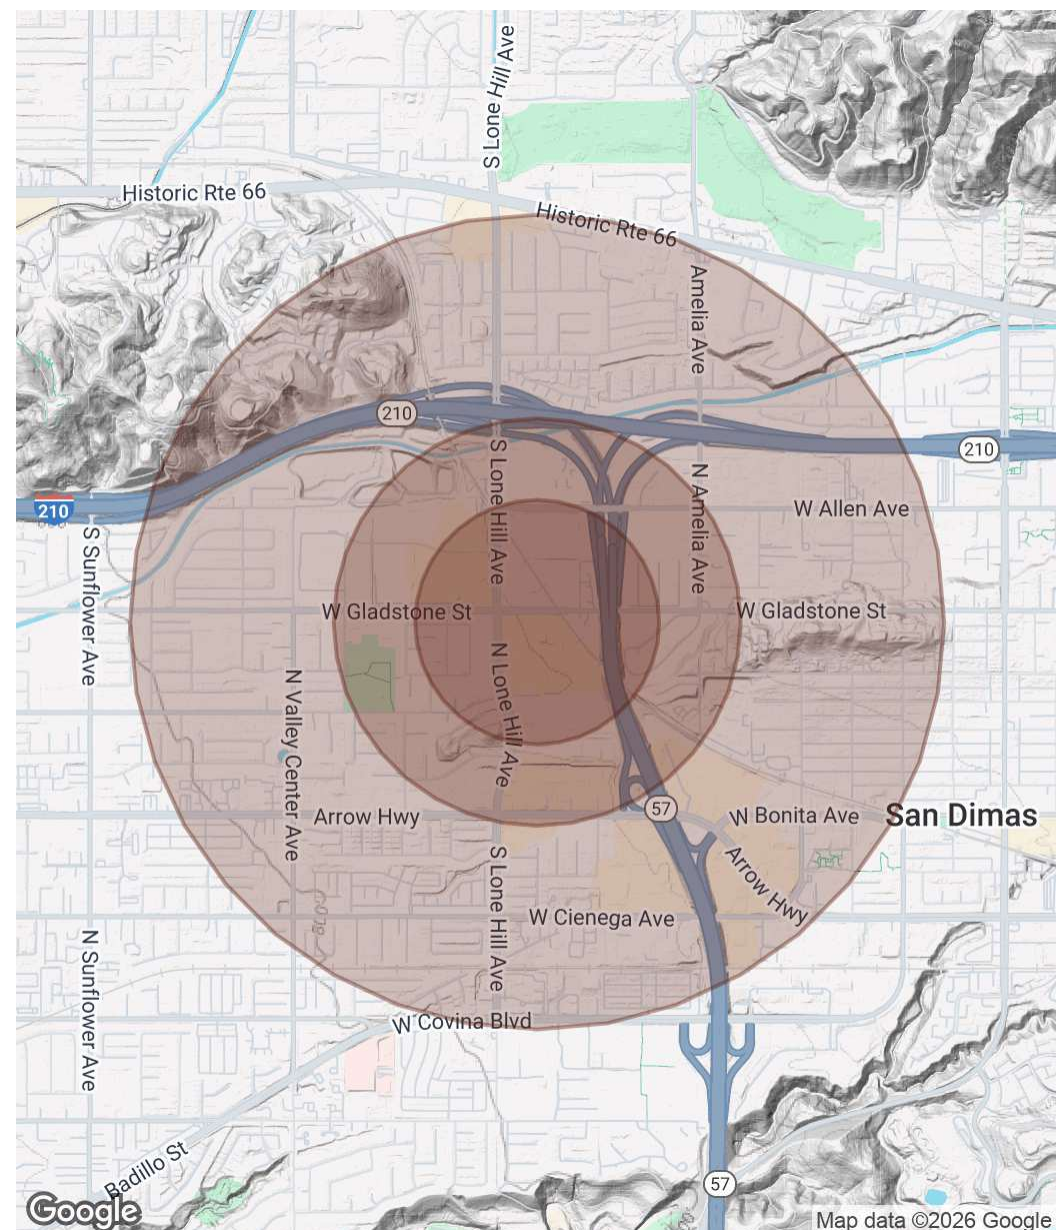 S Lone Hill Ave
Historic Rte 66
Historic Rte 66
Amelia Ave
210
S Lone Hill Ave
210
N Amelia Ave
210
W Allen Ave
S Sunflower Ave
W Gladstone St
W Gladstone St
N Lone Hill Ave
N Valley Center Ave
Arrow Hwy
57
W Bonita Ave
San Dimas
S Lone Hill Ave
Arrow Hwy
W Cienega Ave
N Sunflower Ave
W Covina Blvd
Badillo St
57
Google
Map data ©2026 Google